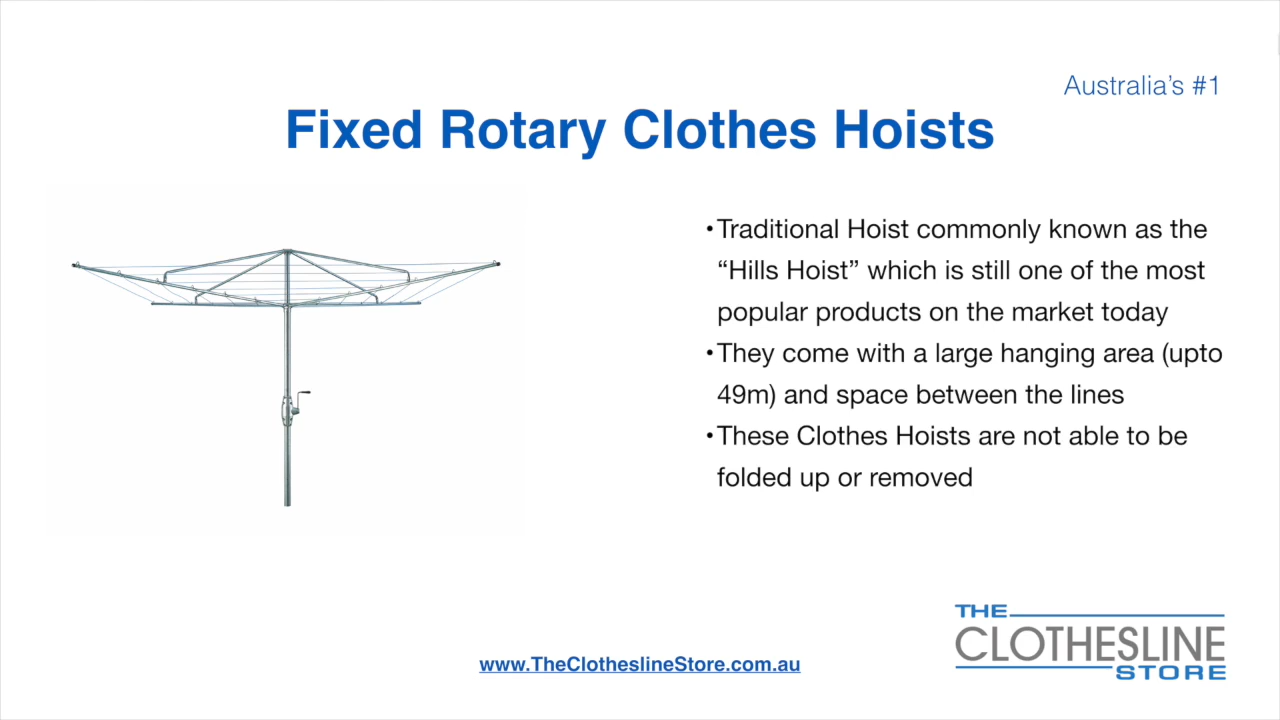 Australia’s #1
Fixed Rotary Clothes Hoists
•Traditional Hoist commonly known as the
“Hills Hoist” which is still one of the most
popular products on the market today
•They come with a large hanging area (upto
49m) and space between the lines
•These Clothes Hoists are not able to be
folded up or removed
THE
CLOTHESLINE
STORE
www.TheClotheslineStore.com.au